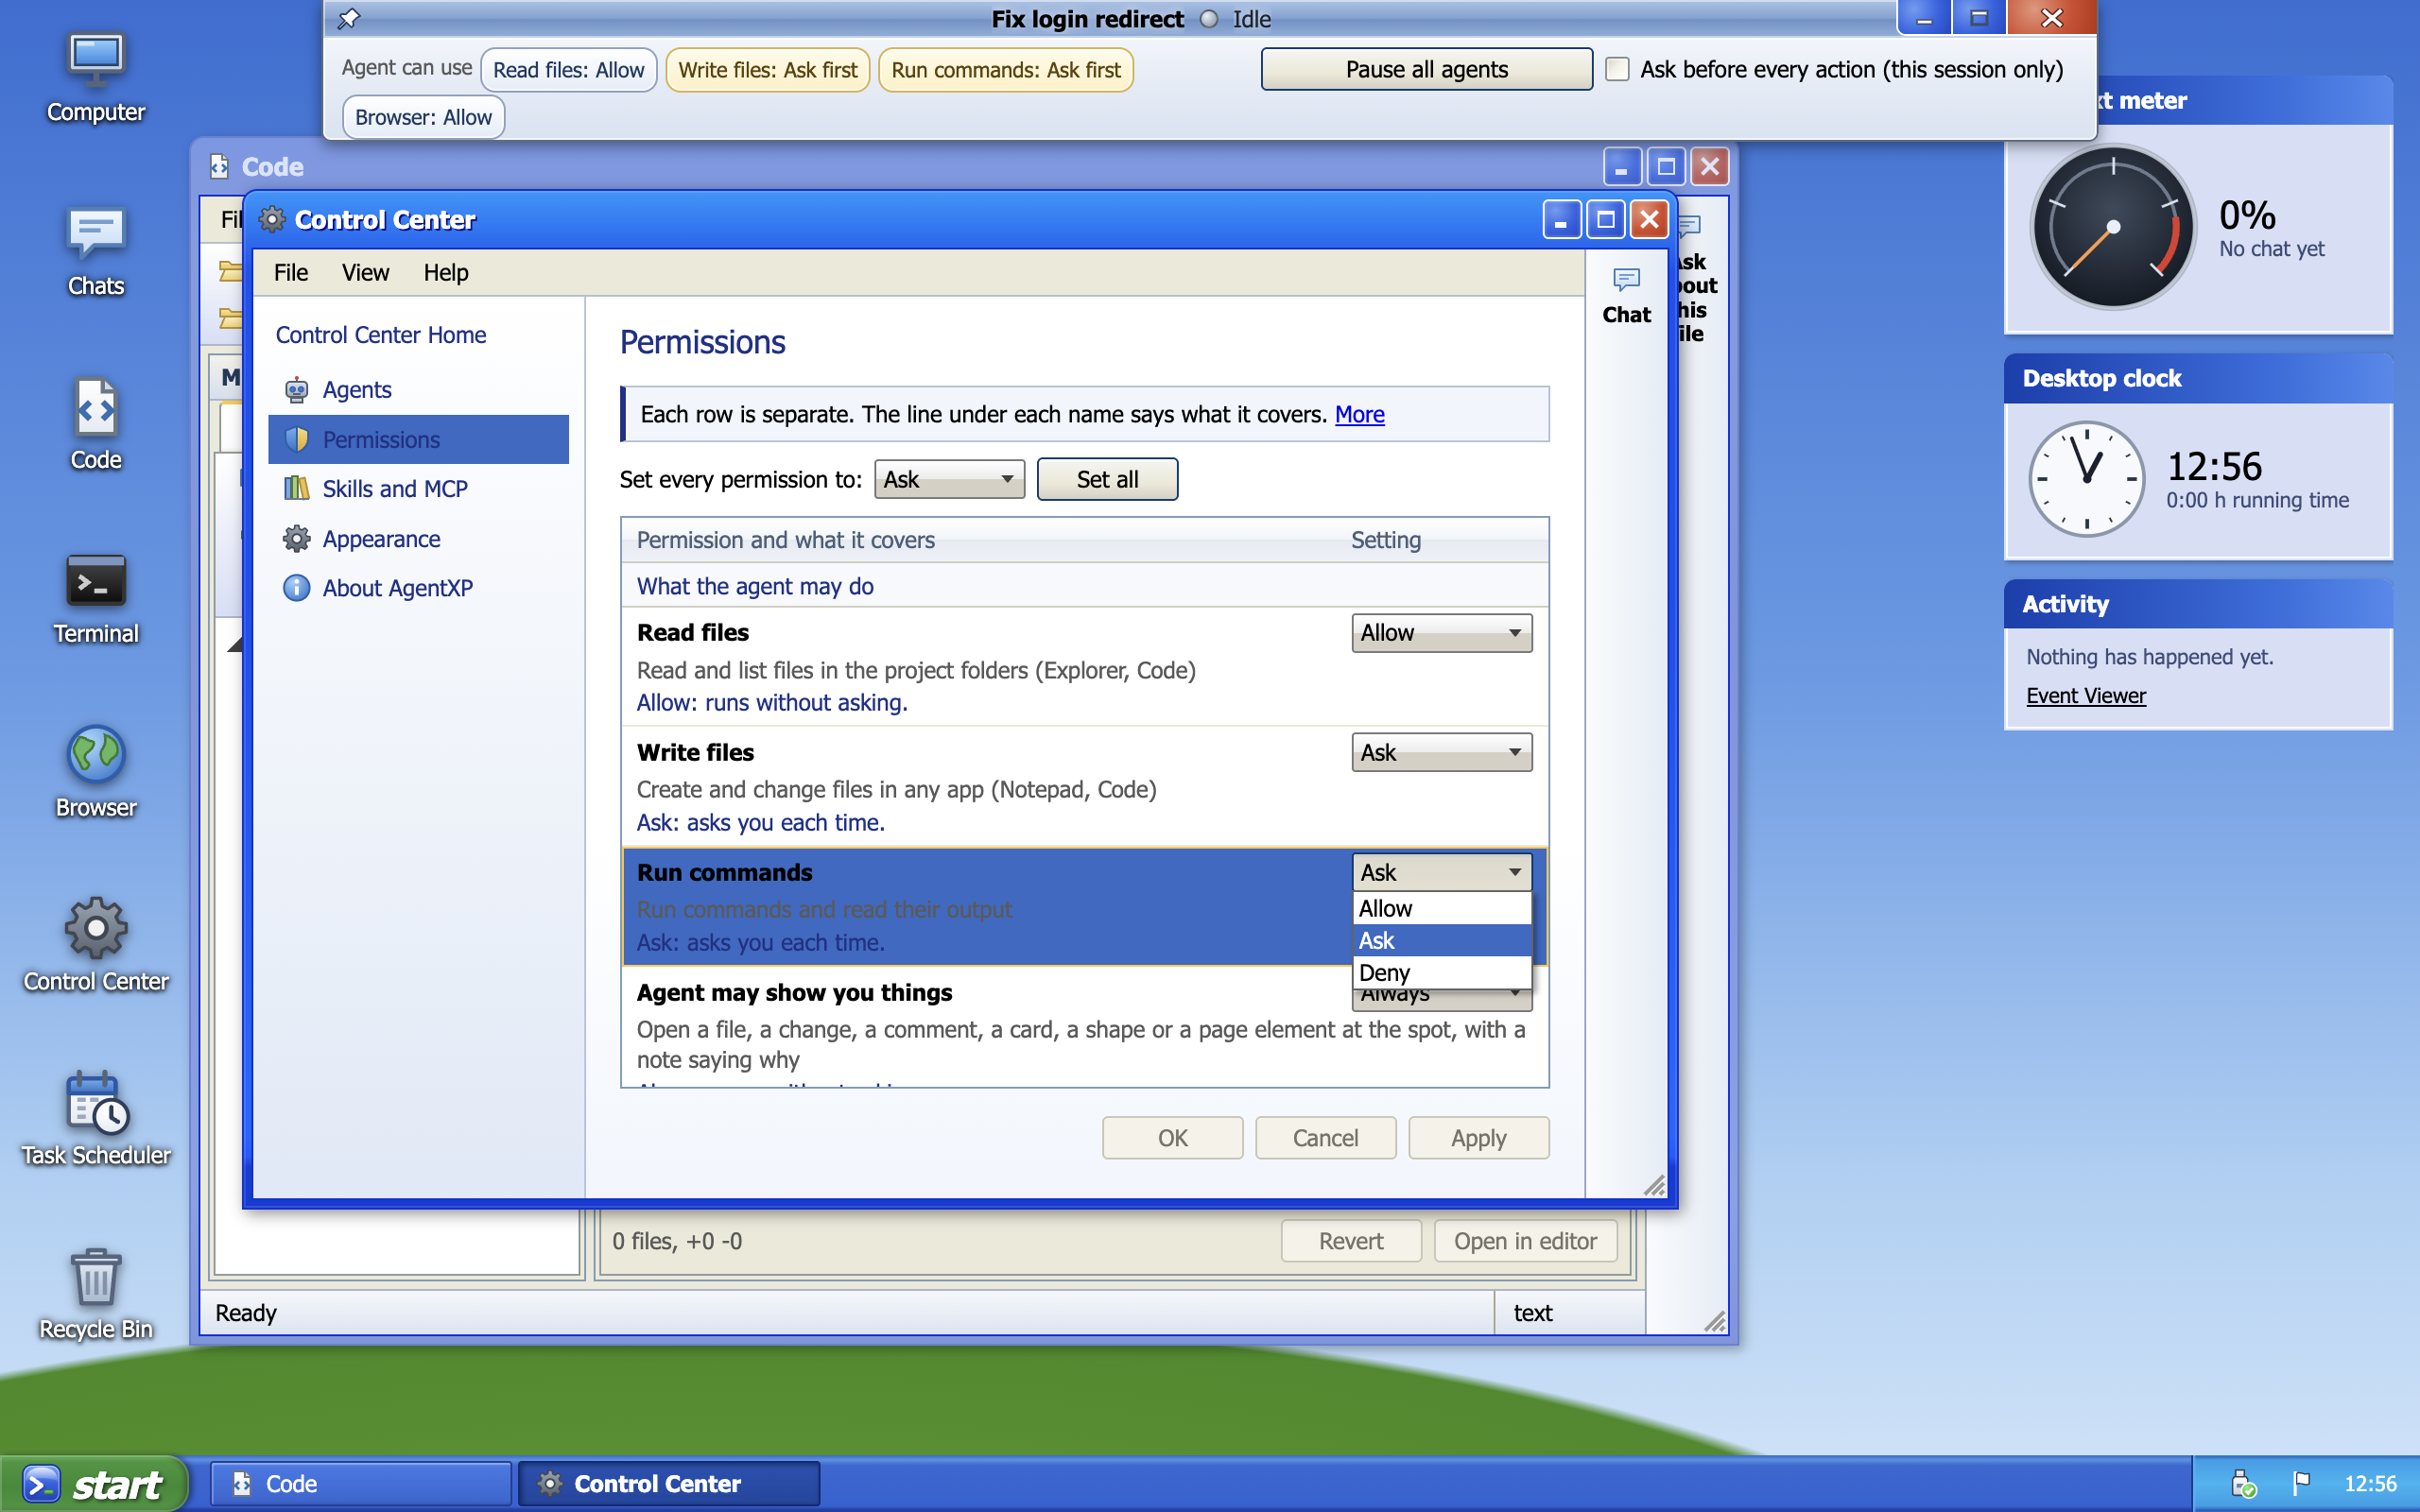 Fix login redirect Idle
Agent can use Read files: Allow Write files: Ask first Run commands: Ask first
Browser: Allow
Pause all agents
Ask before every action (this session only)
Computer
Chats
Code
Terminal
Browser
Control Center
Task Scheduler
Recycle Bin
Code
Control Center
File View Help
Control Center Home
Agents
Permissions
Skills and MCP
Appearance
About AgentXP
Permissions
Each row is separate. The line under each name says what it covers. More
Set every permission to: Ask Set all
Permission and what it covers Setting
What the agent may do
Read files Allow
Read and list files in the project folders (Explorer, Code)
Allow: runs without asking.
Write files Ask
Create and change files in any app (Notepad, Code)
Ask: asks you each time.
Run commands Ask
Run commands and read their output
Ask: asks you each time.
Allow
Ask
Deny
Agent may show you things Always
Open a file, a change, a comment, a card, a shape or a page element at the spot, with a
note saying why
OK Cancel Apply
Chat
0 files, +0 -0 Revert Open in editor
Ready text
meter
0%
No chat yet
Desktop clock
12:56
0:00 h running time
Activity
Nothing has happened yet.
Event Viewer
start Code Control Center 12:56